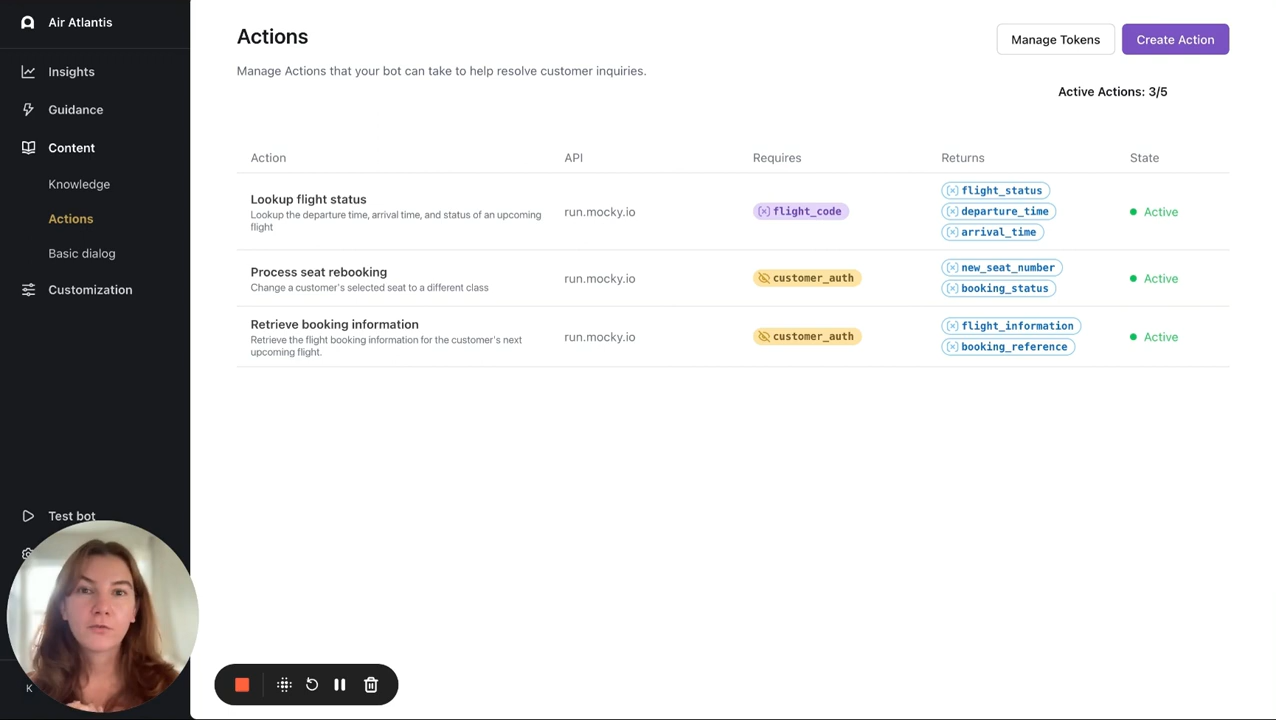 Air Atlantis
Insights
Guidance
Content
Knowledge
Actions
Basic dialog
Customization
Test bot
K
Actions
Manage Actions that your bot can take to help resolve customer inquiries.
Manage Tokens
Create Action
Active Actions: 3/5
Action API Requires Returns State
Lookup flight status
Lookup the departure time, arrival time, and status of an upcoming
flight
run.mocky.io
flight_code
flight_status
departure_time
arrival_time
Active
Process seat rebooking
Change a customer's selected seat to a different class
run.mocky.io
customer_auth
new_seat_number
booking_status
Active
Retrieve booking information
Retrieve the flight booking information for the customer's next
upcoming flight.
run.mocky.io
customer_auth
flight_information
booking_reference
Active